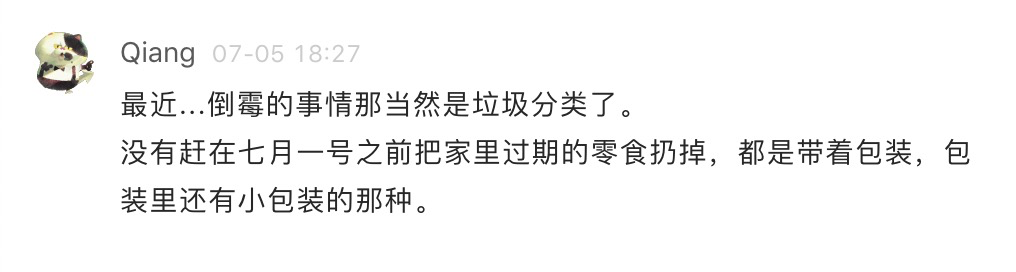 Qiang 07-05 18:27
最近...倒霉的事情那当然是垃圾分类了。
没有赶在七月一号之前把家里过期的零食扔掉，都是带着包装，包
装里还有小包装的那种。